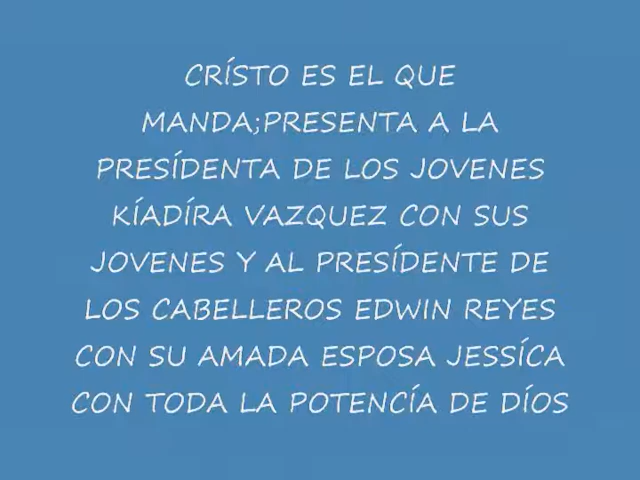 CRÍSTO ES EL QUE
MANDA;PRESENTA A LA
PRESÍDENTA DE LOS JOVENES
KÍADÍRA VAZQUEZ CON SUS
JOVENES Y AL PRESÍDENTE DE
LOS CABELLEROS EDWIN REYES
CON SU AMADA ESPOSA JESSÍCA
CON TODA LA POTENCÍA DE DÍOS